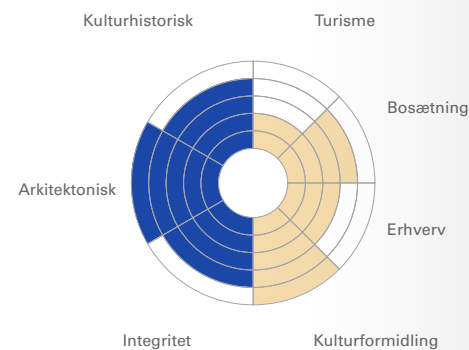 Kulturhistorisk
Turisme
Bosætning
Arkitektonisk
Erhverv
Integritet
Kulturformidling